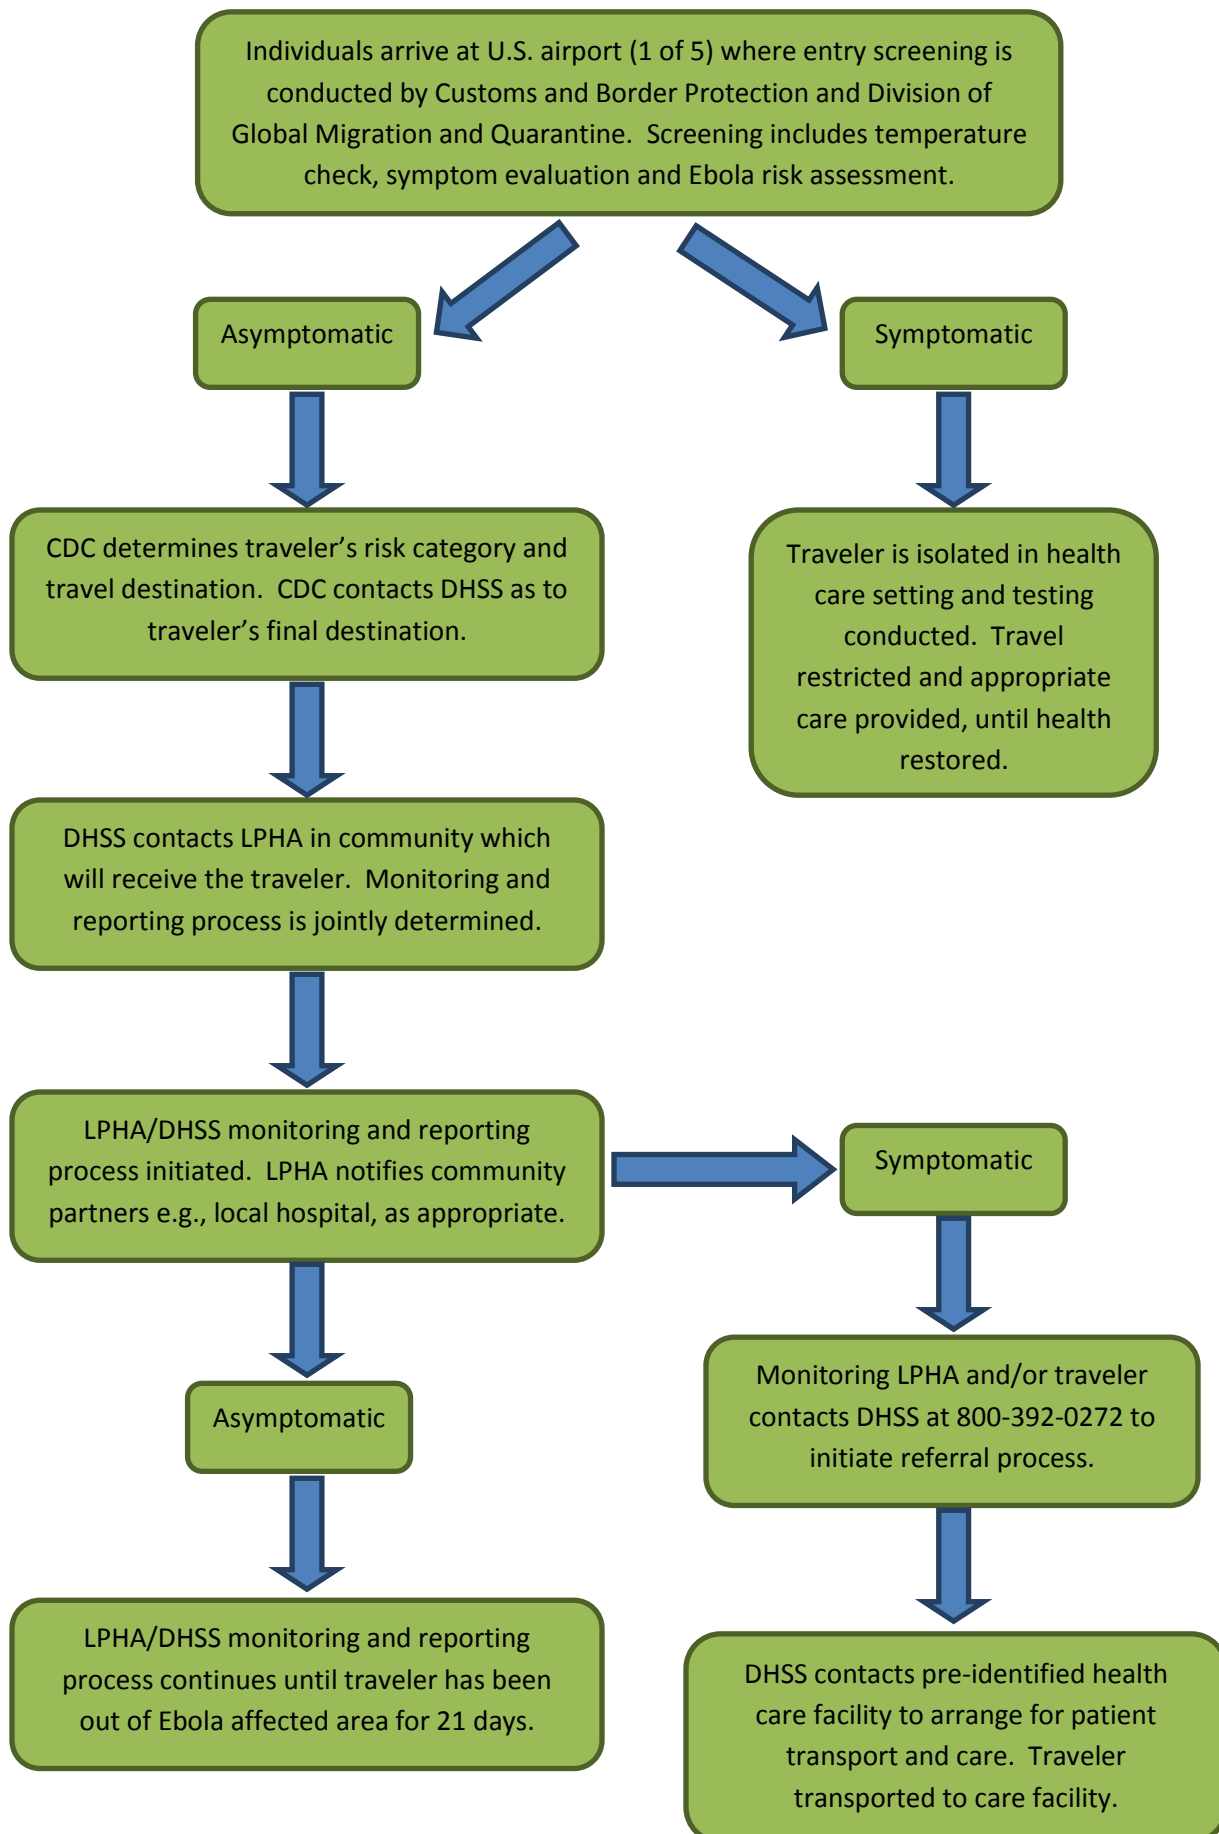 Individuals arrive at U.S. airport (1 of 5) where entry screening is
conducted by Customs and Border Protection and Division of
Global Migration and Quarantine.  Screening includes temperature
check, symptom evaluation and Ebola risk assessment.
Asymptomatic
Symptomatic
CDC determines traveler’s risk category and
travel destination.  CDC contacts DHSS as to
traveler’s final destination.
Traveler is isolated in health
care setting and testing
conducted.  Travel
restricted and appropriate
care provided, until health
restored.
DHSS contacts LPHA in community which
will receive the traveler.  Monitoring and
reporting process is jointly determined.
LPHA/DHSS monitoring and reporting
process initiated.  LPHA notifies community
partners e.g., local hospital, as appropriate.
Symptomatic
Asymptomatic
Monitoring LPHA and/or traveler
contacts DHSS at 800-392-0272 to
initiate referral process.
LPHA/DHSS monitoring and reporting
process continues until traveler has been
out of Ebola affected area for 21 days.
DHSS contacts pre-identified health
care facility to arrange for patient
transport and care.  Traveler
transported to care facility.